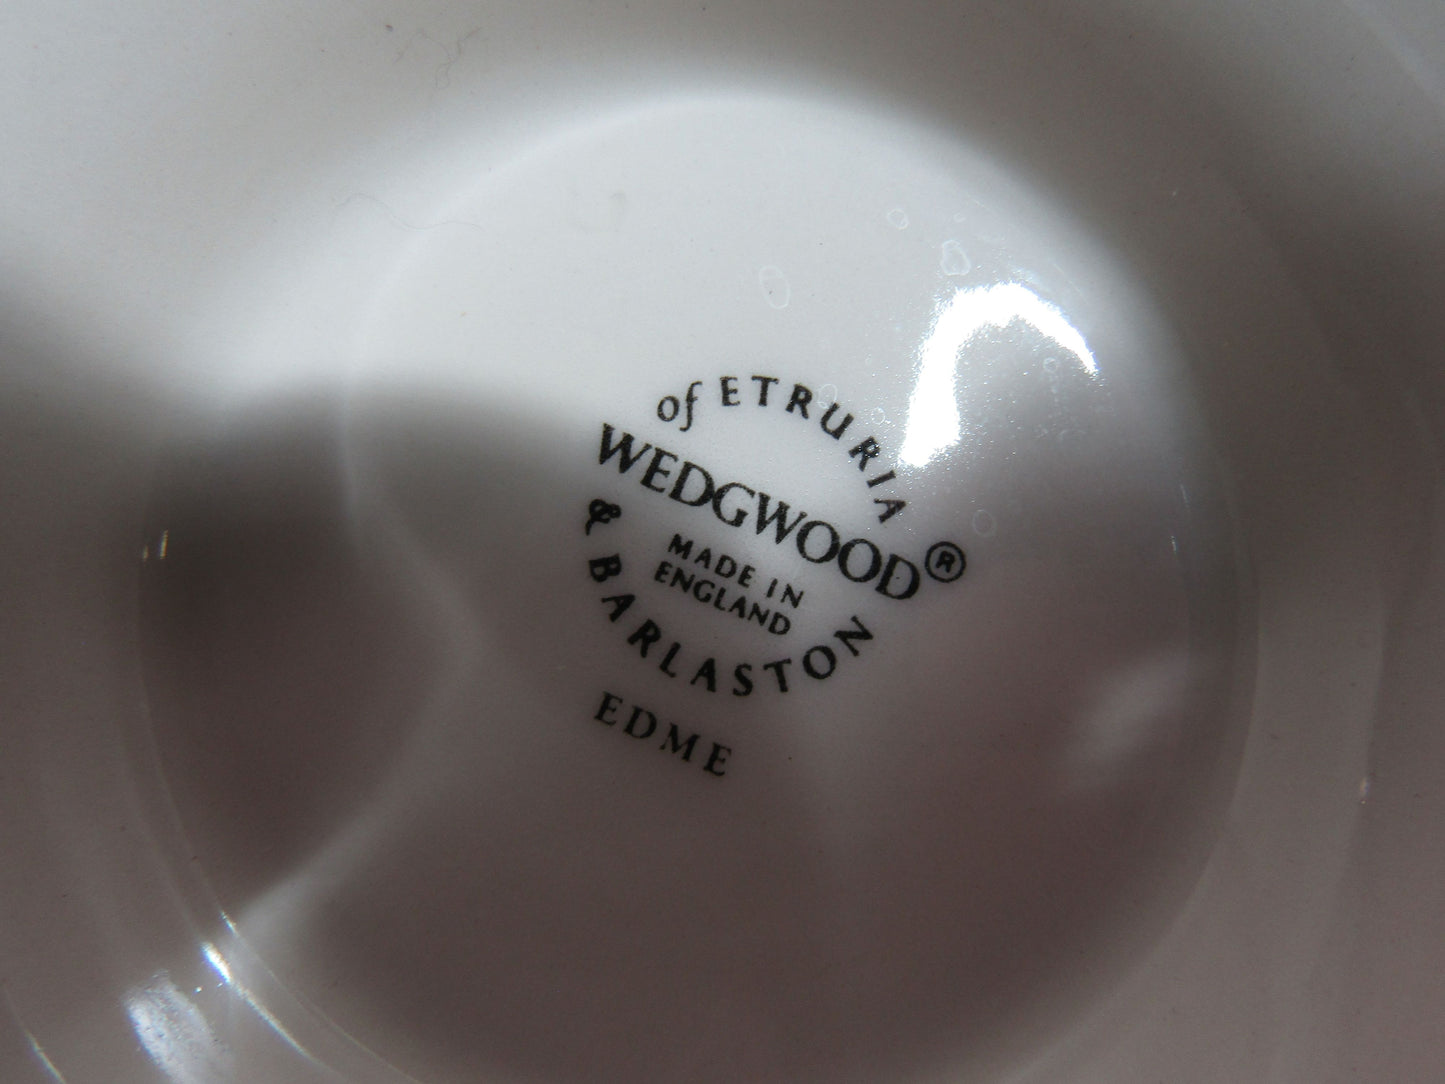 of ETRURIA
WEDGWOOD®
MADE IN
ENGLAND
& BARLASTON
EDME